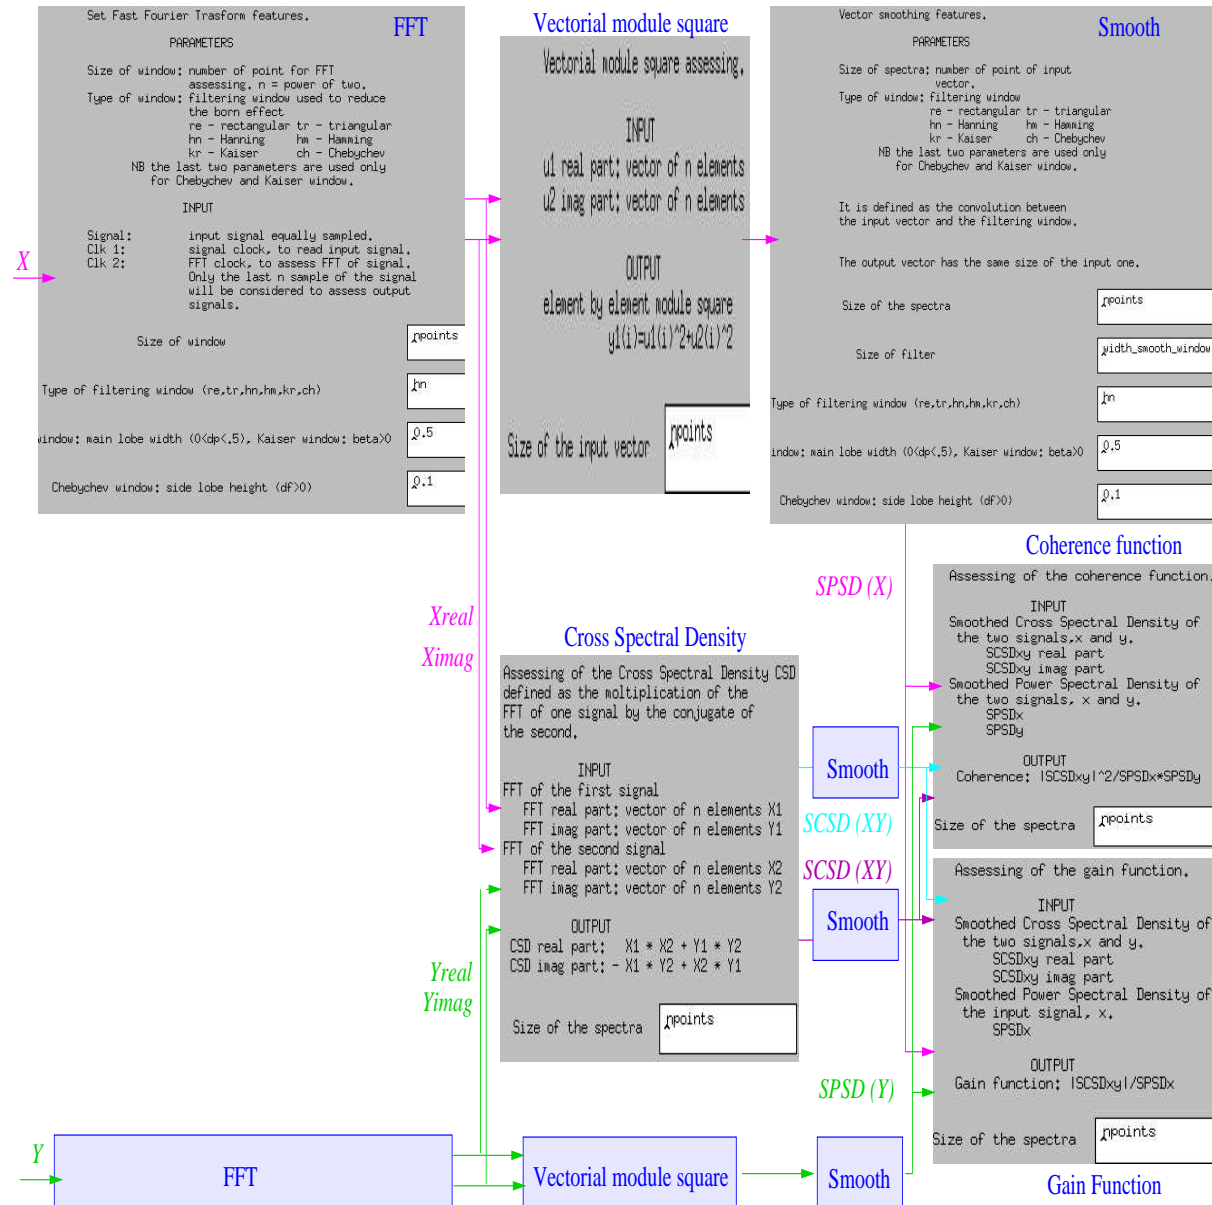 Set Fast Fourier Trasform features.
FFT
PARAMETERS
Size of window: number of point for FFT
assessing. n = power of two.
Type of window: filtering window used to reduce
the born effect
re - rectangular tr - triangular
hn - Hanning hm - Hamming
kr - Kaiser ch - Chebychev
NB the last two parameters are used only
for Chebychev and Kaiser window.
INPUT
Signal: input signal equally sampled.
Clk 1: signal clock, to read input signal.
Clk 2: FFT clock, to assess FFT of signal.
Only the last n sample of the signal
will be considered to assess output
signals.
X
Size of window
npoints
Type of filtering window (re,tr,hn,hm,kr,ch)
hn
window: main lobe width (0<dp<.5), Kaiser window: beta>0
0.5
Chebychev window: side lobe height (df>0)
0.1
Vectorial module square
Vectorial module square assessing.
INPUT
u1 real part: vector of n elements
u2 imag part: vector of n elements
OUTPUT
element by element module square
y1(i)=u1(i)^2+u2(i)^2
Size of the input vector
npoints
Vector smoothing features.
Smooth
PARAMETERS
Size of spectra: number of point of input
vector.
Type of window: filtering window
re - rectangular tr - triangular
hn - Hanning hm - Hamming
kr - Kaiser ch - Chebychev
NB the last two parameters are used only
for Chebychev and Kaiser window.
It is defined as the convolution between
the input vector and the filtering window.
The output vector has the same size of the input one.
Size of the spectra
npoints
Size of filter
width_smooth_window
Type of filtering window (re,tr,hn,hm,kr,ch)
hn
indow: main lobe width (0<dp<.5), Kaiser window: beta>0
0.5
Chebychev window: side lobe height (df>0)
0.1
Xreal
Ximag
Cross Spectral Density
Assessing of the Cross Spectral Density CSD
defined as the moltiplication of the
FFT of one signal by the conjugate of
the second.
INPUT
FFT of the first signal
FFT real part: vector of n elements X1
FFT imag part: vector of n elements Y1
FFT of the second signal
FFT real part: vector of n elements X2
FFT imag part: vector of n elements Y2
OUTPUT
CSD real part: X1 * X2 + Y1 * Y2
CSD imag part: - X1 * Y2 + X2 * Y1
Size of the spectra
npoints
Yreal
Yimag
SPSD (X)
Smooth
SCSD (XY)
SCSD (XY)
Smooth
SPSD (Y)
Coherence function
Assessing of the coherence function.
INPUT
Smoothed Cross Spectral Density of
the two signals,x and y.
SCSDxy real part
SCSDxy imag part
Smoothed Power Spectral Density of
the two signals, x and y.
SPSDx
SPSDy
OUTPUT
Coherence: |SCSDxy|^2/SPSDx*SPSDy
Size of the spectra
npoints
Assessing of the gain function.
INPUT
Smoothed Cross Spectral Density of
the two signals,x and y.
SCSDxy real part
SCSDxy imag part
Smoothed Power Spectral Density of
the input signal, x.
SPSDx
OUTPUT
Gain function: |SCSDxy|/SPSDx
Size of the spectra
npoints
Gain Function
Y
FFT
Vectorial module square
Smooth